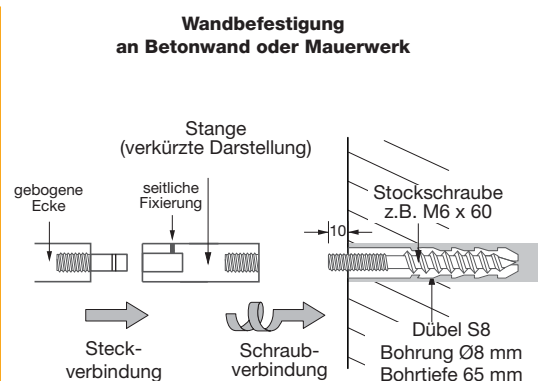 Wandbefestigung
an Betonwand oder Mauerwerk
Stange
(verkürzte Darstellung)
gebogene
Ecke
seitliche
Fixierung
Stockschraube
z.B. M6 x 60
10
Steck-
verbindung
Schraub-
verbindung
Dübel S8
Bohrung Ø8 mm
Bohrtiefe 65 mm